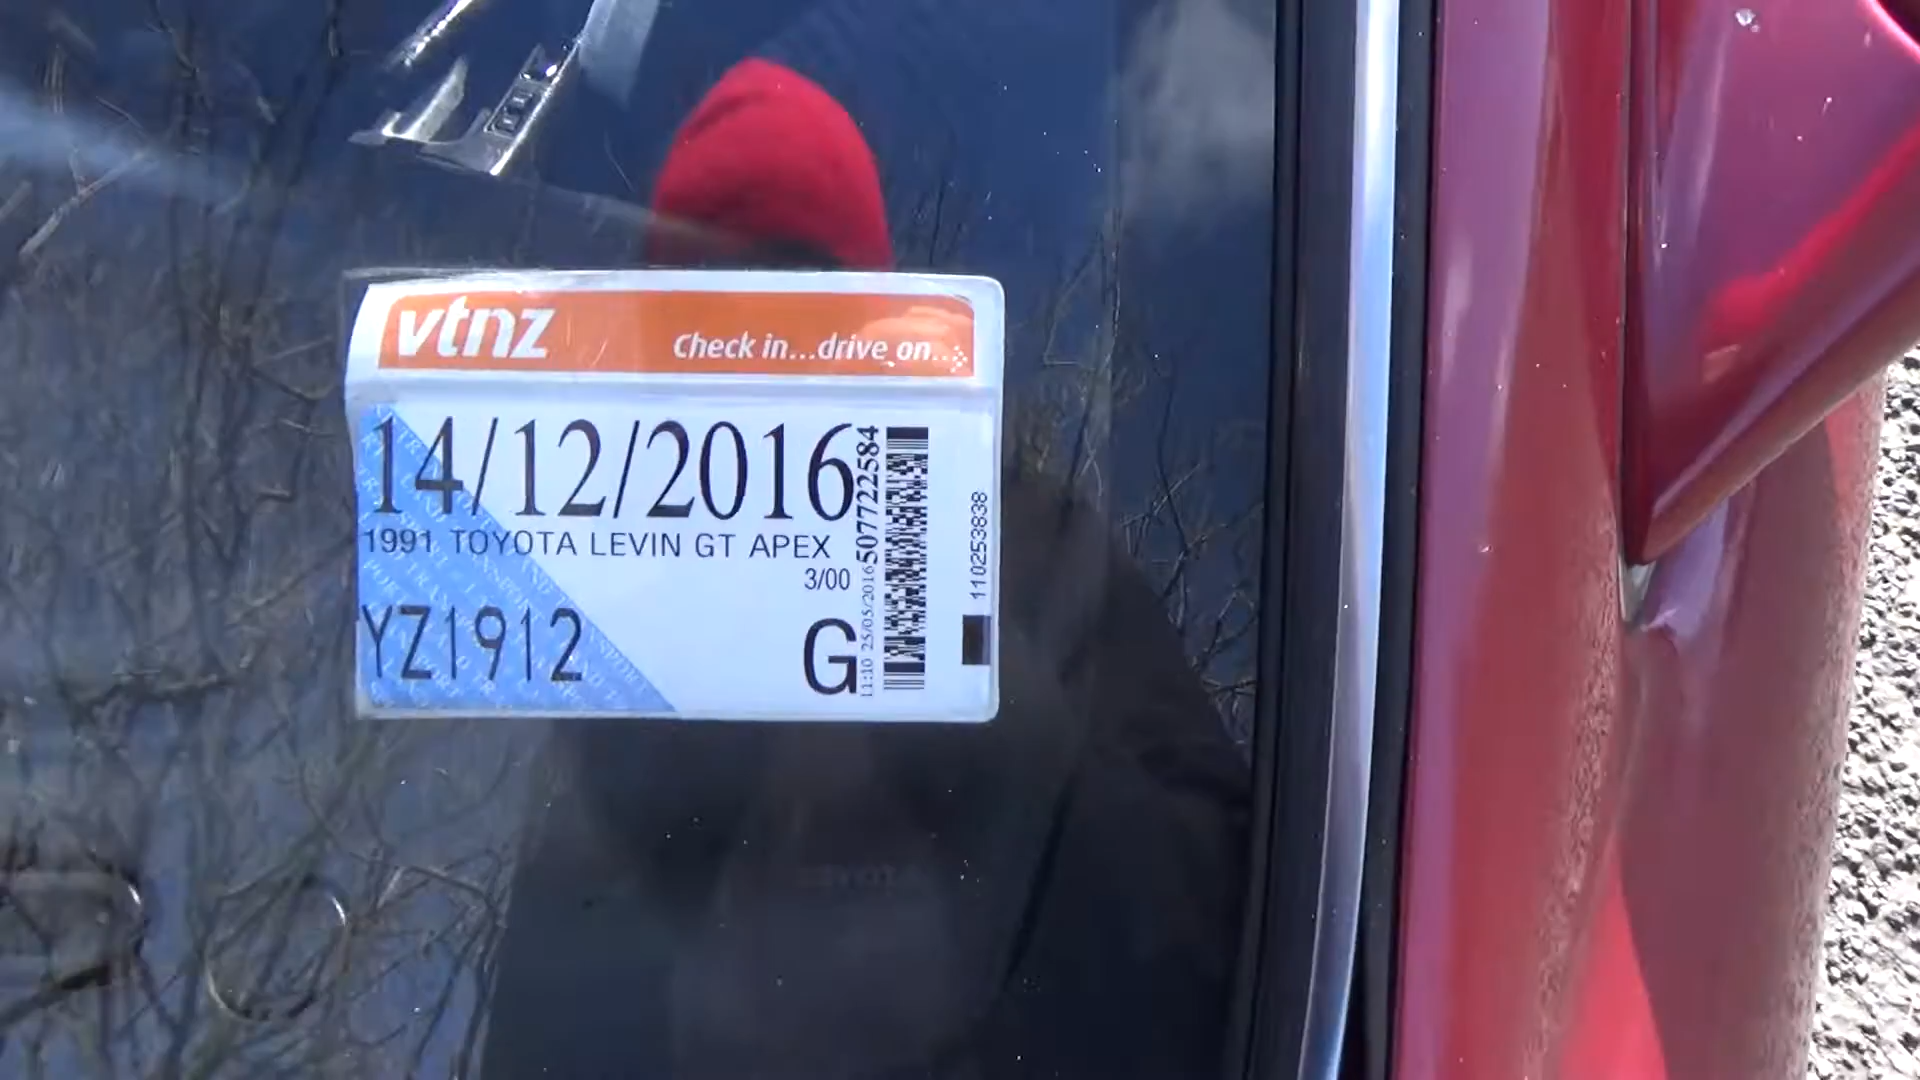 vtnz
Check in...drive on...
14/12/2016
1991 TOYOTA LEVIN GT APEX
3/00
YZ1912
G
11:10 25/05/2016 5077722584
110253838